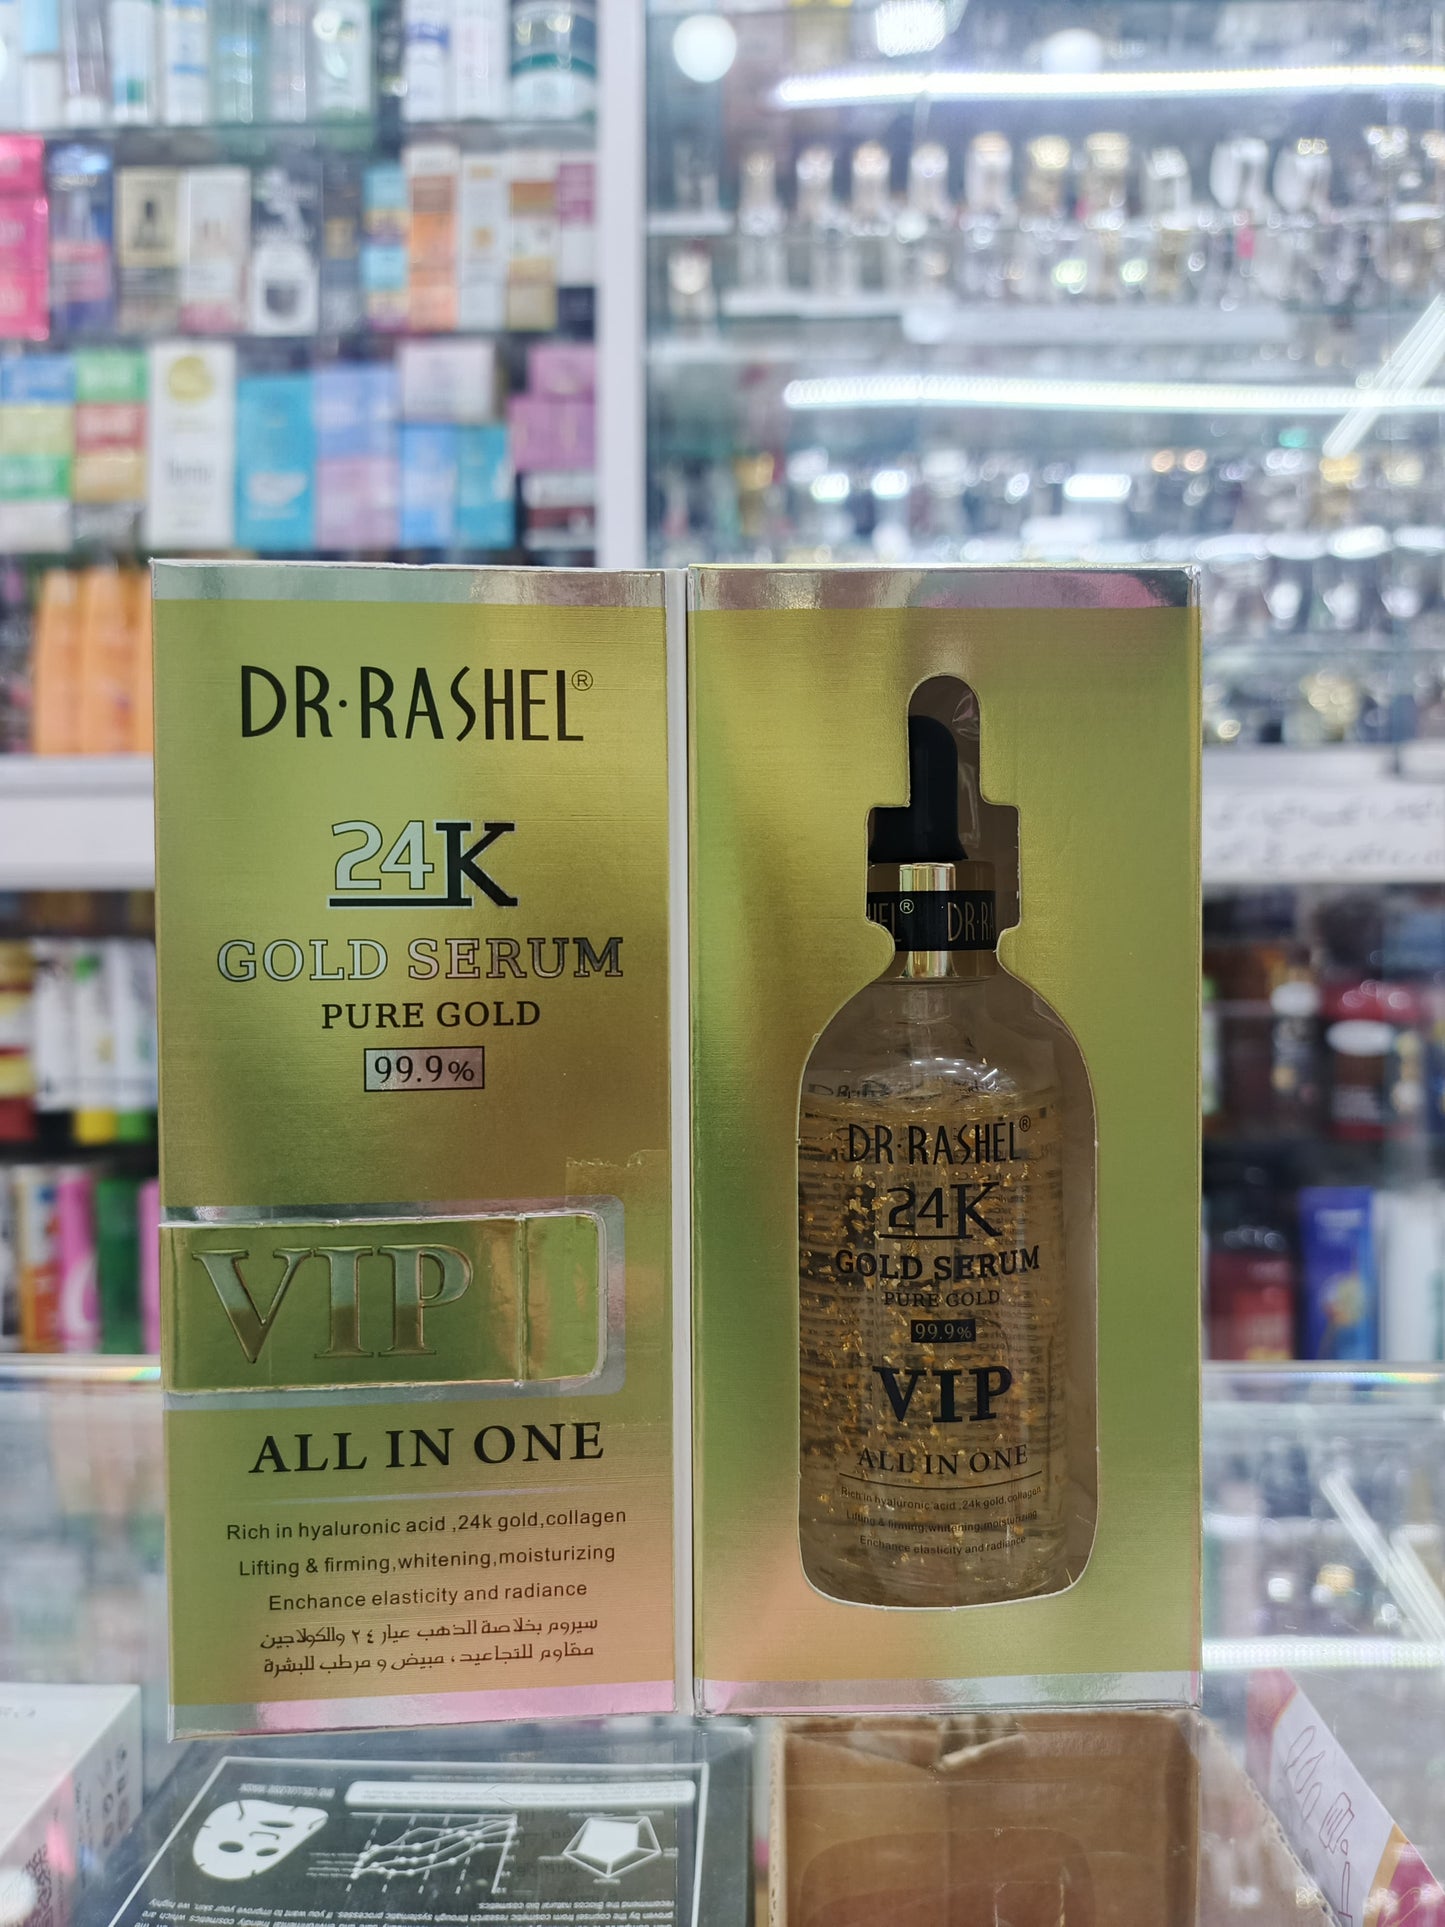 DR·RASHEL®
24K
GOLD SERUM
PURE GOLD
99.9%
VIP
ALL IN ONE
Rich in hyaluronic acid ,24k gold,collagen
Lifting & firming,whitening,moisturizing
Enchance elasticity and radiance
سيروم بخلاصة الذهب عيار ٢٤ والكولاجين
مقاوم للتجاعيد ، مبيض و مرطب للبشرة
HEL® DR·RA
DR·RASHEL®
24K
GOLD SERUM
PURE GOLD
99.9%
VIP
ALL IN ONE
Rich in hyaluronic acid ,24k gold,collagen
Lifting & firming,whitening,moisturizing
Enchance elasticity and radiance